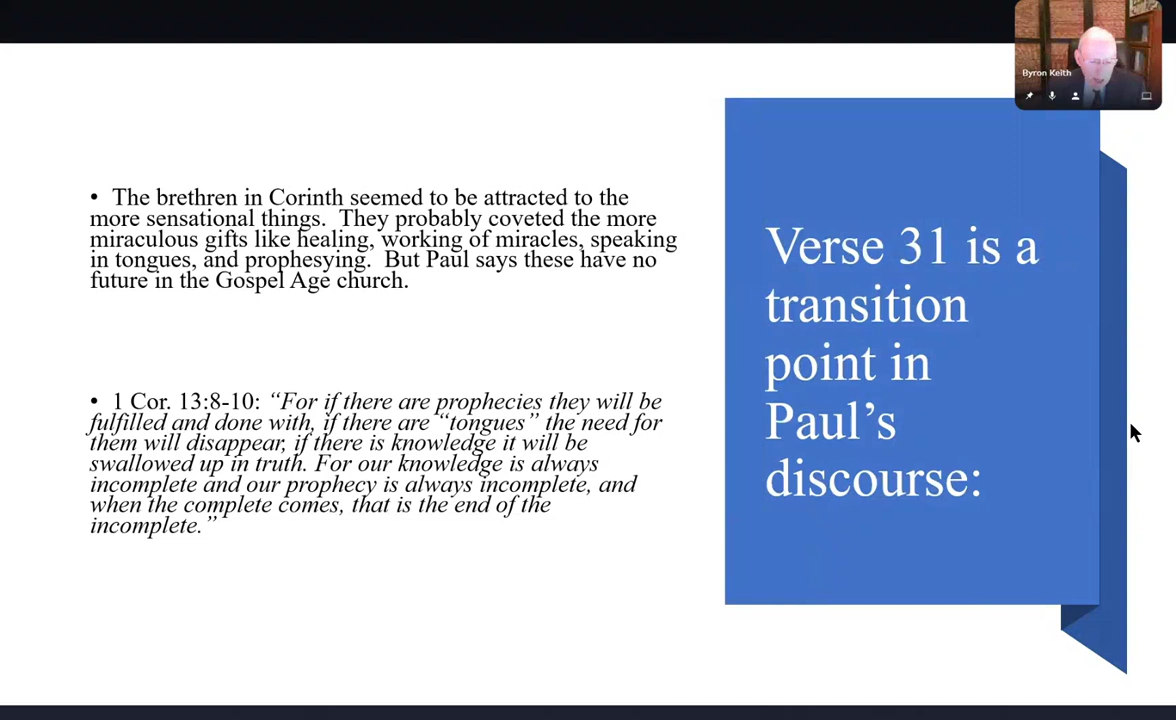 Byron Keith
• The brethren in Corinth seemed to be attracted to the
more sensational things. They probably coveted the more
miraculous gifts like healing, working of miracles, speaking
in tongues, and prophesying. But Paul says these have no
future in the Gospel Age church.
• 1 Cor. 13:8-10: “For if there are prophecies they will be
fulfilled and done with, if there are “tongues” the need for
them will disappear, if there is knowledge it will be
swallowed up in truth. For our knowledge is always
incomplete and our prophecy is always incomplete, and
when the complete comes, that is the end of the
incomplete.”
Verse 31 is a
transition
point in
Paul’s
discourse: